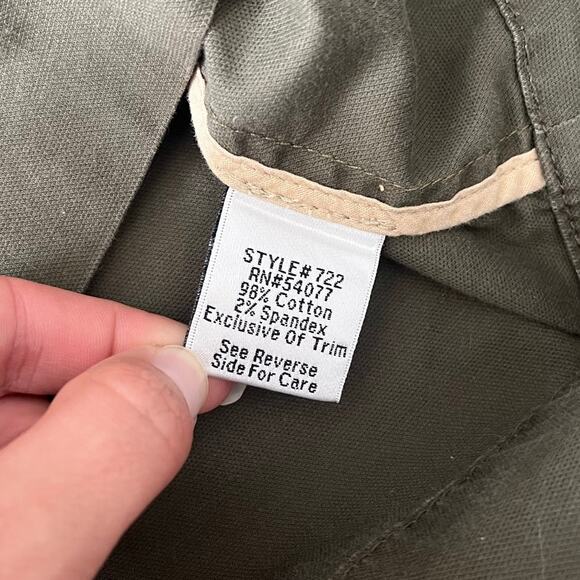 STYLE# 722
RN#54077
98% Cotton
2% Spandex
Exclusive Of Trim
See Reverse
Side For Care